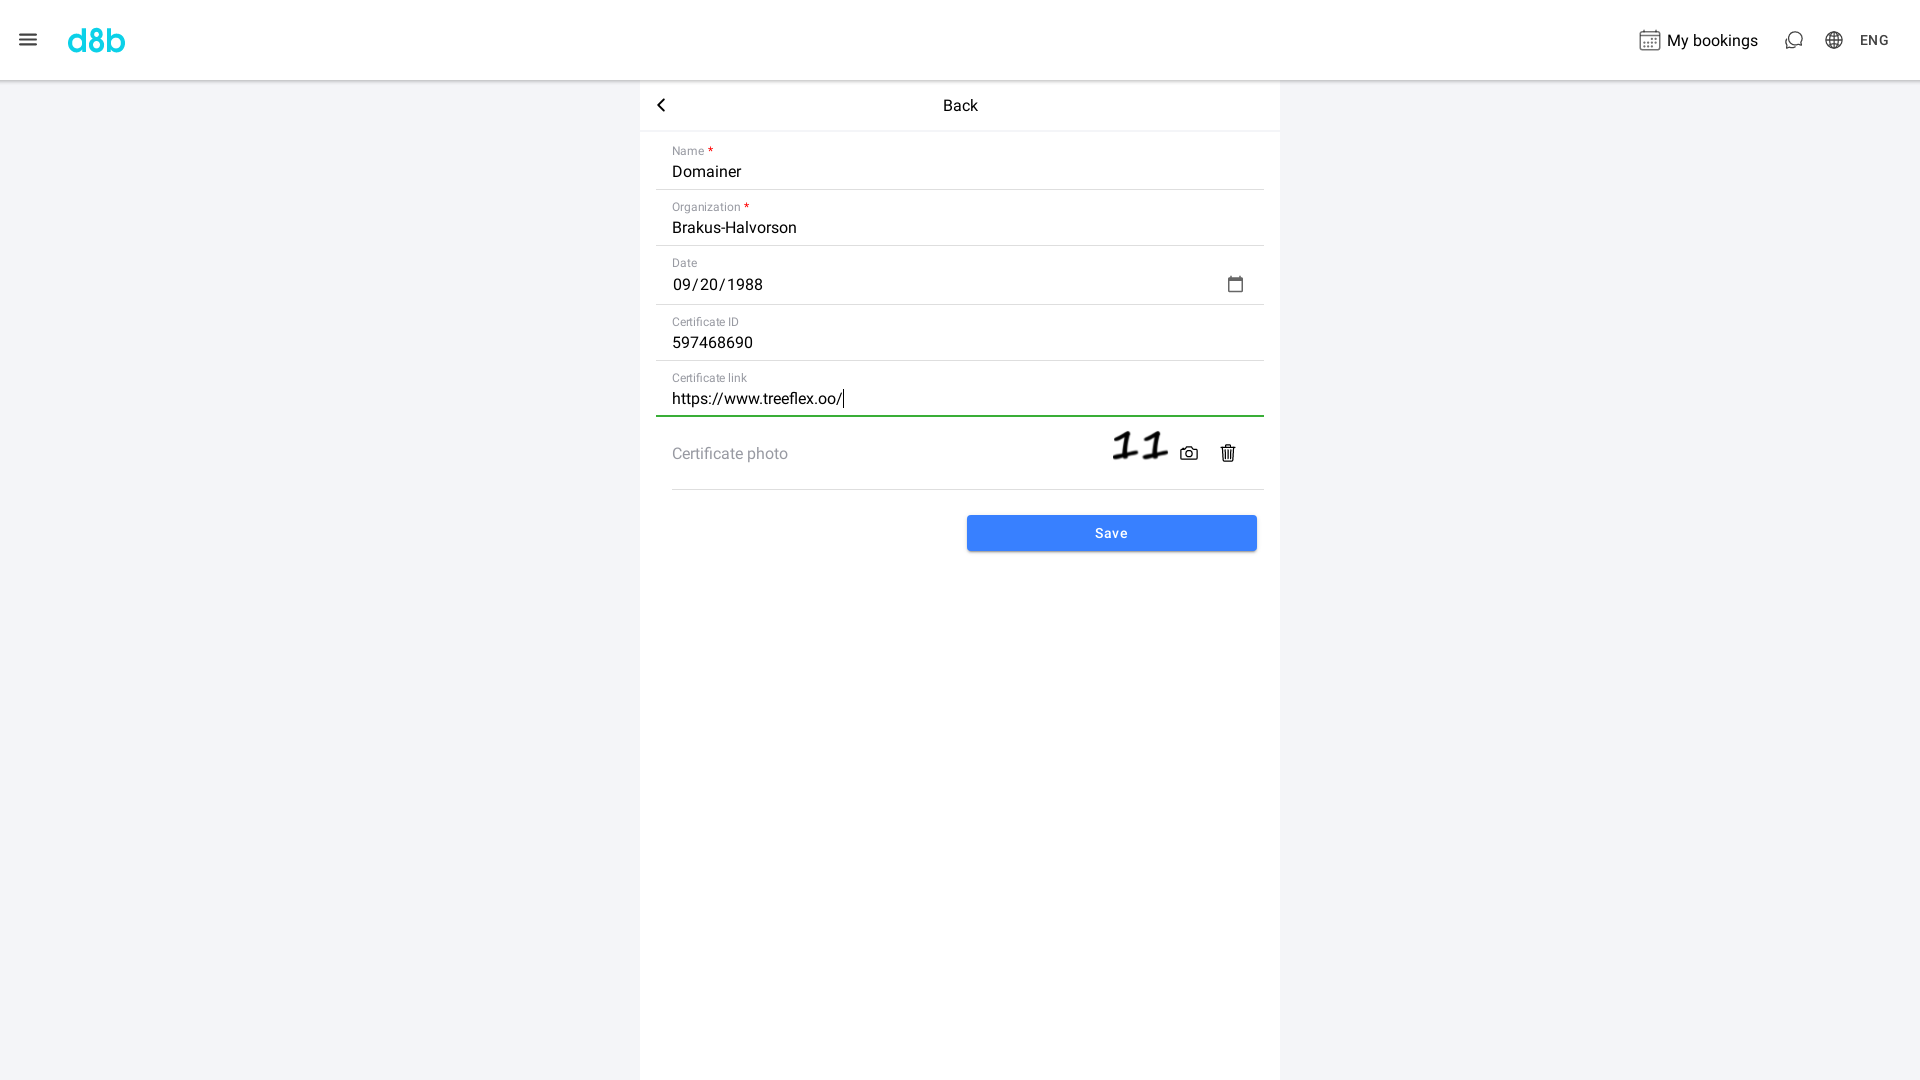 d8b
My bookings
ENG
Back
Name *
Domainer
Organization *
Brakus-Halvorson
Date
09/20/1988
Certificate ID
597468690
Certificate link
https://www.treeflex.oo/
Certificate photo
11
Save